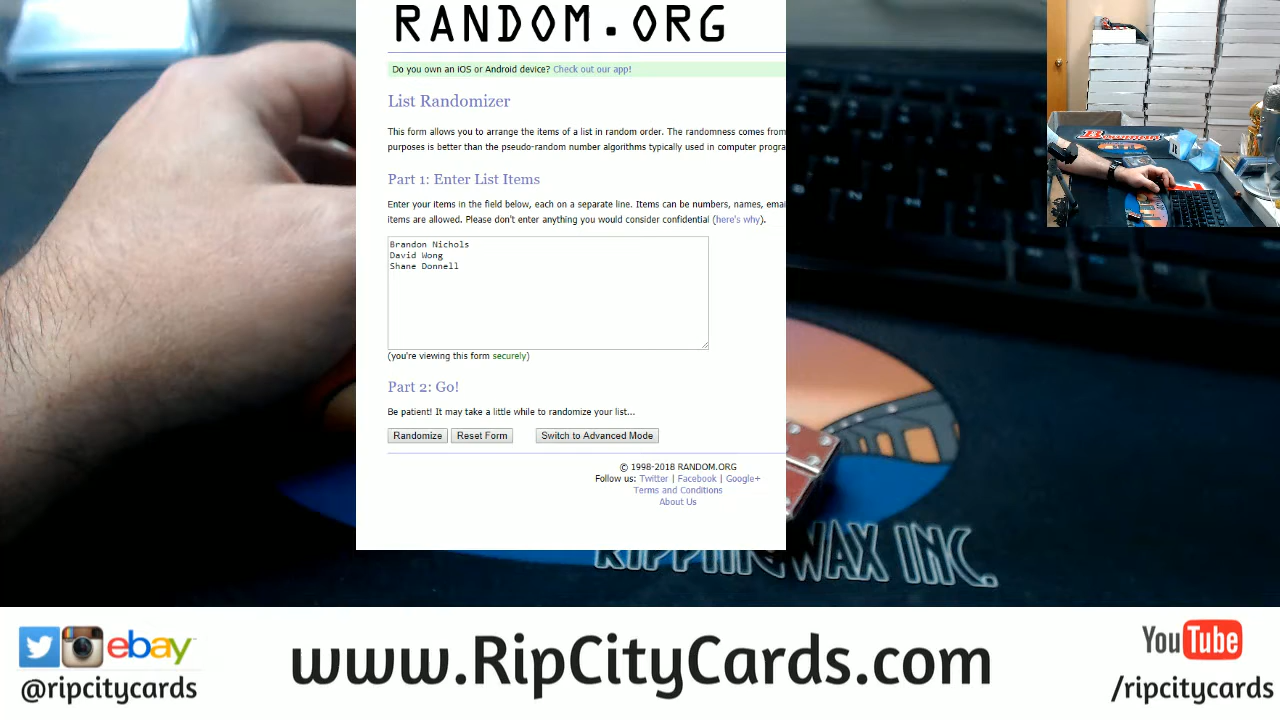 RANDOM.ORG
Do you own an iOS or Android device? Check out our app!
List Randomizer
This form allows you to arrange the items of a list in random order. The randomness comes from
purposes is better than the pseudo-random number algorithms typically used in computer progra
Part 1: Enter List Items
Enter your items in the field below, each on a separate line. Items can be numbers, names, emai
items are allowed. Please don't enter anything you would consider confidential (here's why).
Brandon Nichols
David Wong
Shane Donnell
(you're viewing this form securely)
Part 2: Go!
Be patient! It may take a little while to randomize your list...
Randomize Reset Form Switch to Advanced Mode
© 1998-2018 RANDOM.ORG
Follow us: Twitter | Facebook | Google+
Terms and Conditions
About Us
RIPPINGWAX INC.
ebay
@ripcitycards
www.RipCityCards.com
YouTube
/ripcitycards